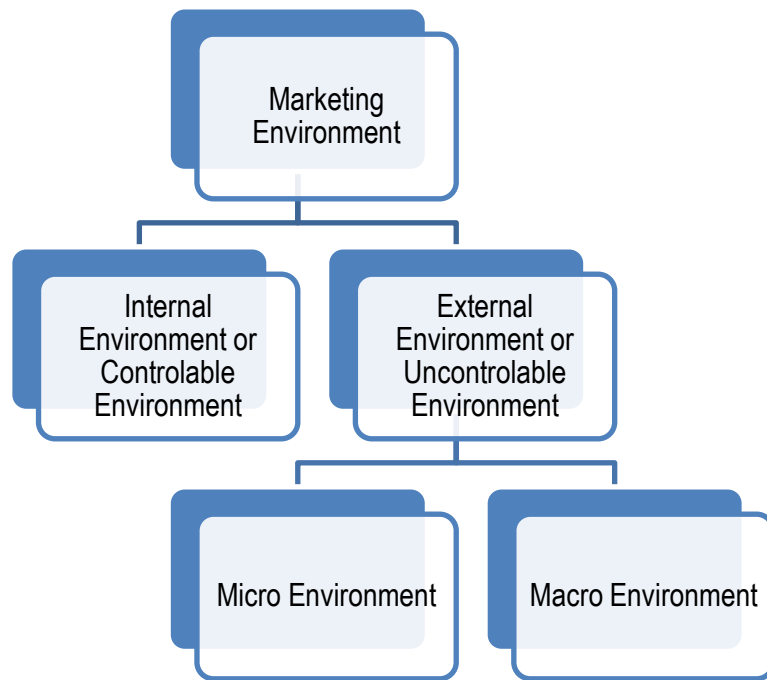 Marketing
Environment
Internal
Environment or
Controlable
Environment
External
Environment or
Uncontrolable
Environment
Micro Environment
Macro Environment